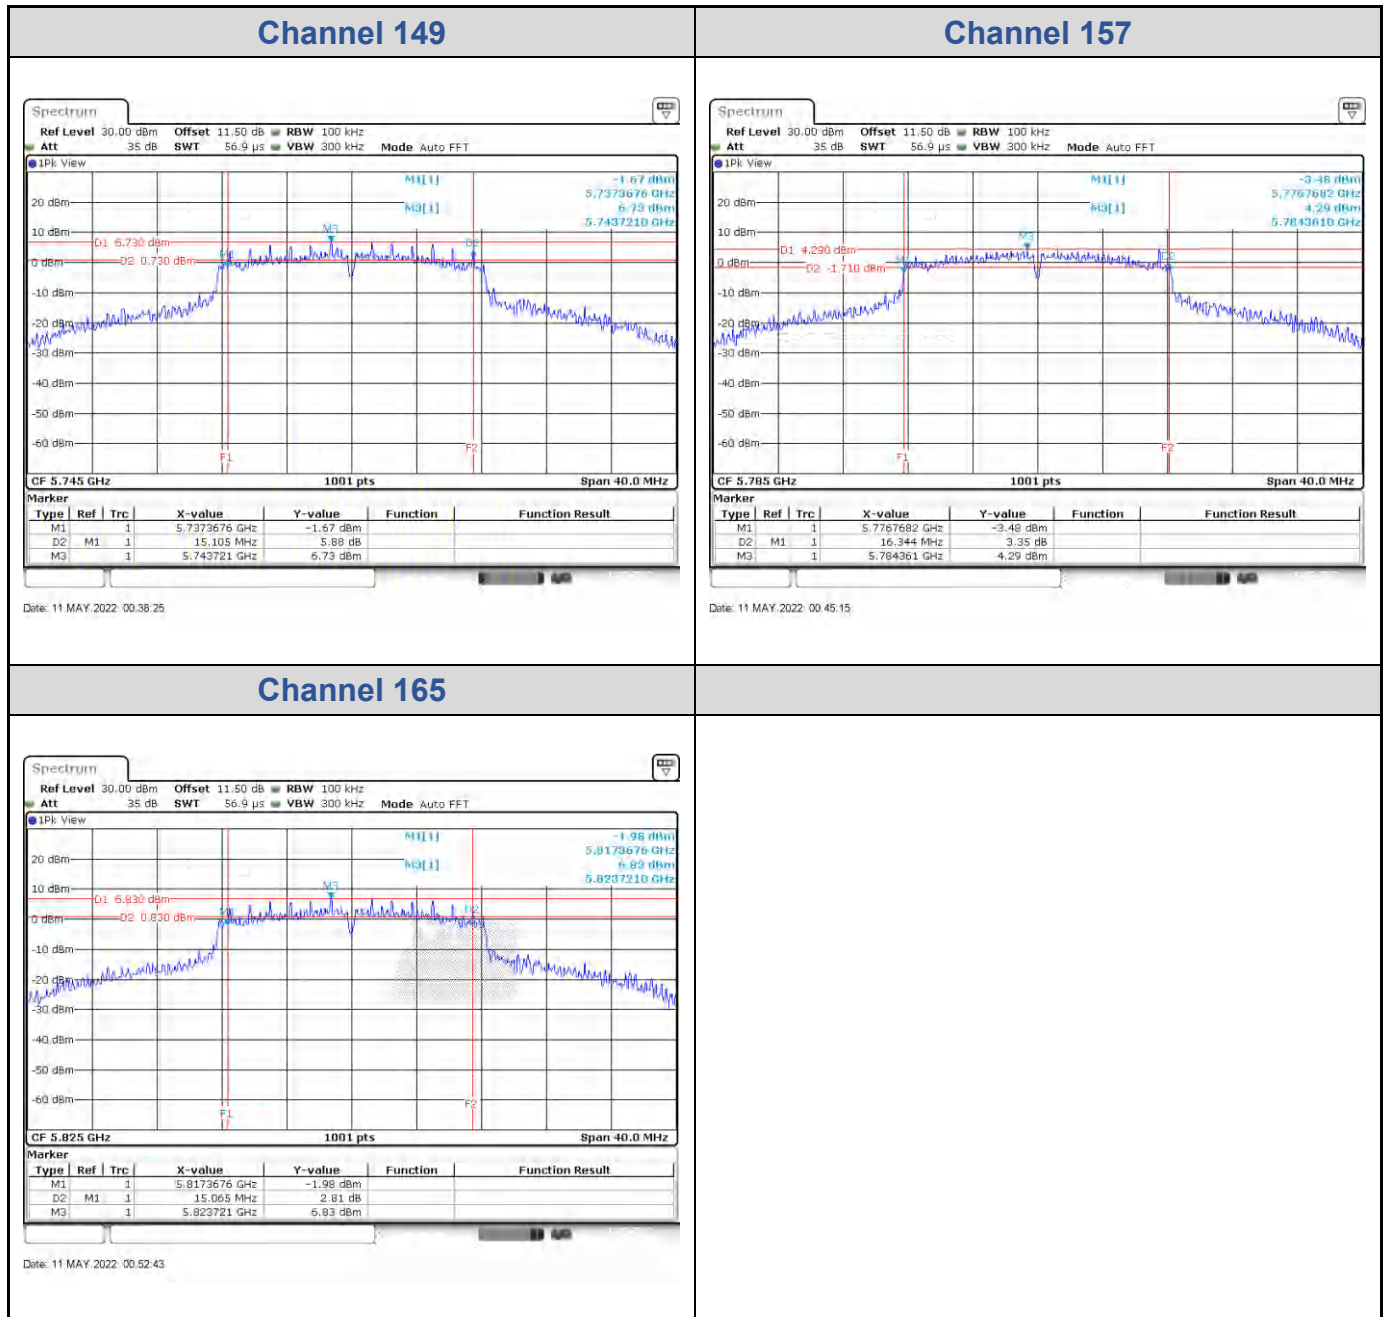 Channel 149
Spectrum
Ref Level 30.00 dBm Offset 11.50 dB RBW 100 kHz
Att 35 dB SWT 56.9 µs VBW 300 kHz Mode Auto FFT
1Pk View
M1[1] -1.67 dBm
5.7373676 GHz
20 dBm
M3[1] 6.73 dBm
5.7437210 GHz
10 dBm
M3
D1 6.730 dBm
D2
M1
0 dBm
D2 0.730 dBm
-10 dBm
-20 dBm
-30 dBm
-40 dBm
-50 dBm
-60 dBm
F1
F2
CF 5.745 GHz 1001 pts Span 40.0 MHz
Marker
Type Ref Trc X-value Y-value Function Function Result
M1 1 5.7373676 GHz -1.67 dBm
D2 M1 1 15.105 MHz 5.88 dB
M3 1 5.743721 GHz 6.73 dBm
Date: 11 MAY 2022 00:38:25
Channel 157
Spectrum
Ref Level 30.00 dBm Offset 11.50 dB RBW 100 kHz
Att 35 dB SWT 56.9 µs VBW 300 kHz Mode Auto FFT
1Pk View
M1[1] -3.48 dBm
5.7767682 GHz
20 dBm
M3[1] 4.29 dBm
5.7843610 GHz
10 dBm
M3
D1 4.290 dBm
D2
0 dBm
D2 -1.710 dBm
-10 dBm
-20 dBm
-30 dBm
-40 dBm
-50 dBm
-60 dBm
F1
F2
CF 5.785 GHz 1001 pts Span 40.0 MHz
Marker
Type Ref Trc X-value Y-value Function Function Result
M1 1 5.7767682 GHz -3.48 dBm
D2 M1 1 16.344 MHz 3.35 dB
M3 1 5.784361 GHz 4.29 dBm
Date: 11 MAY 2022 00:45:15
Channel 165
Spectrum
Ref Level 30.00 dBm Offset 11.50 dB RBW 100 kHz
Att 35 dB SWT 56.9 µs VBW 300 kHz Mode Auto FFT
1Pk View
M1[1] -1.98 dBm
5.8173676 GHz
20 dBm
M3[1] 6.83 dBm
5.8237210 GHz
10 dBm
M3
D1 6.830 dBm
D2
0 dBm
D2 0.830 dBm
-10 dBm
-20 dBm
-30 dBm
-40 dBm
-50 dBm
-60 dBm
F1
F2
CF 5.825 GHz 1001 pts Span 40.0 MHz
Marker
Type Ref Trc X-value Y-value Function Function Result
M1 1 5.8173676 GHz -1.98 dBm
D2 M1 1 15.065 MHz 2.81 dB
M3 1 5.823721 GHz 6.83 dBm
Date: 11 MAY 2022 00:52:43